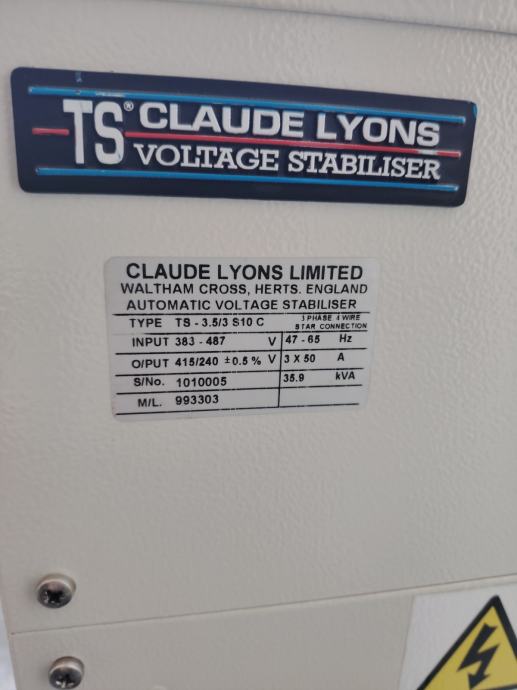 TS® CLAUDE LYONS
VOLTAGE STABILISER
CLAUDE LYONS LIMITED
WALTHAM CROSS, HERTS. ENGLAND
AUTOMATIC VOLTAGE STABILISER
TYPE TS - 3.5/3 S10 C 3 PHASE 4 WIRE
STAR CONNECTION
INPUT 383 - 487 V 47 - 65 Hz
O/PUT 415/240 ±0.5% V 3 X 50 A
S/No. 1010005 35.9 kVA
M/L. 993303